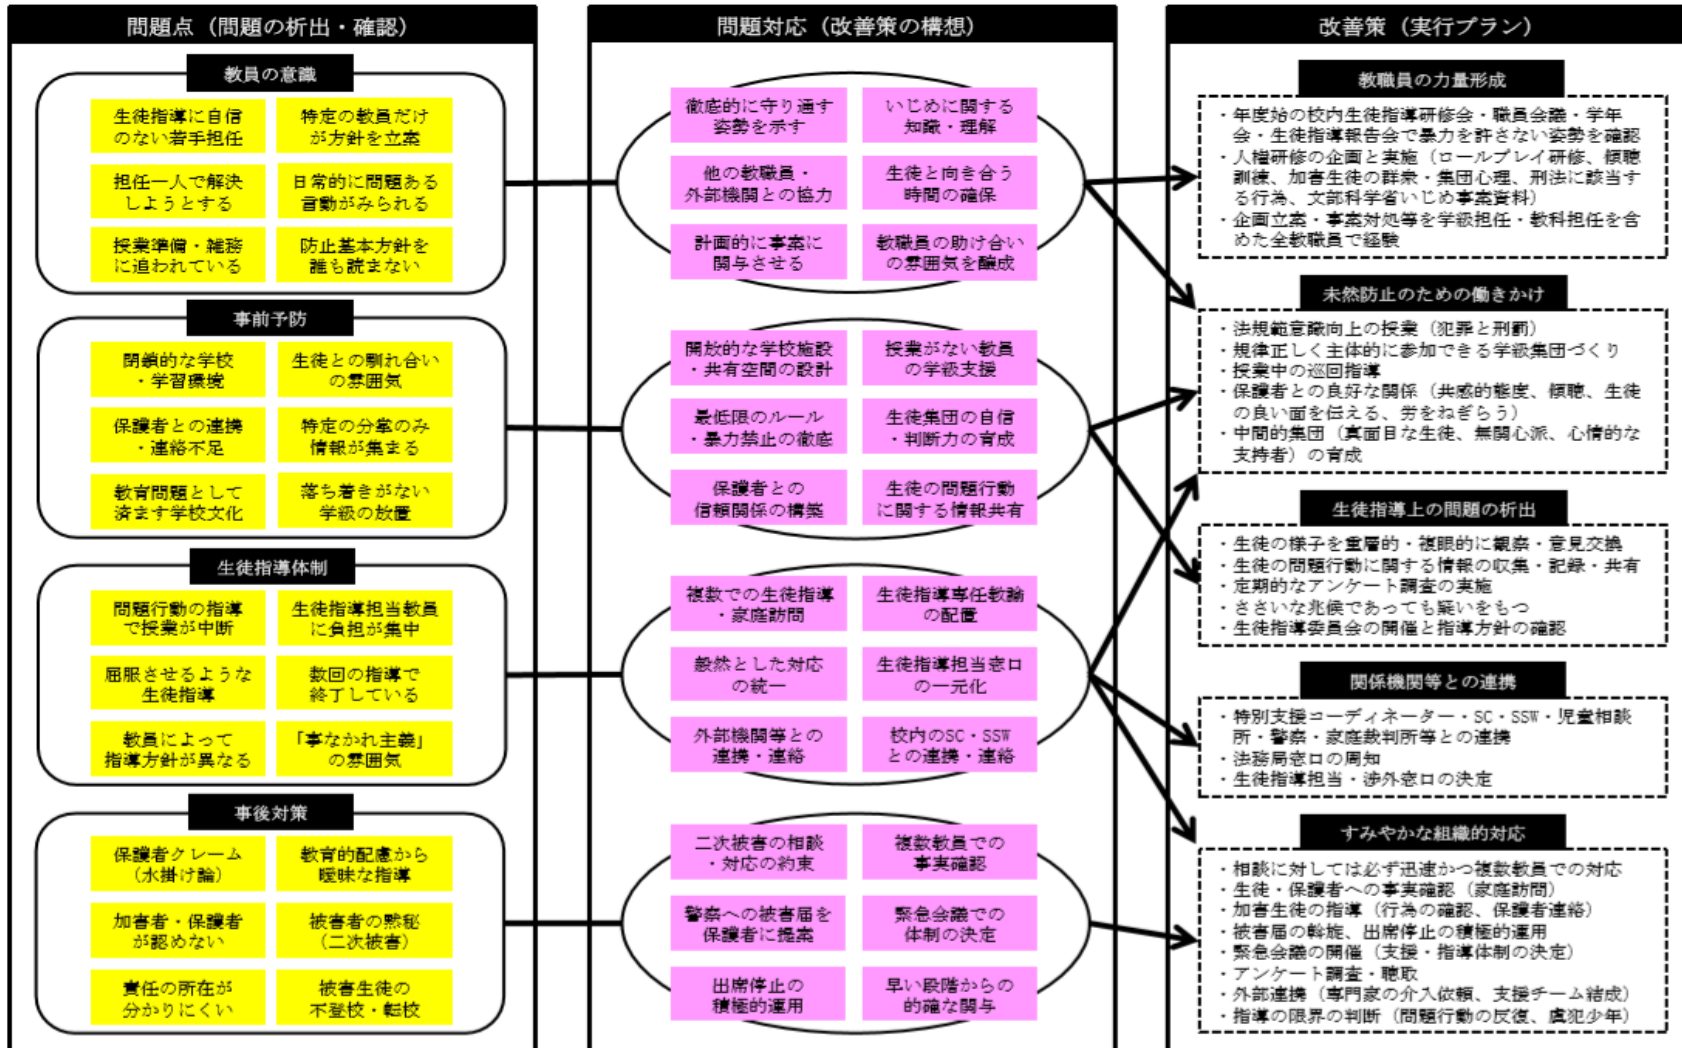 問題点（問題の析出・確認）
教員の意識
生徒指導に自信
のない若手担任
特定の教員だけ
が方針を立案
担任一人で解決
しようとする
日常的に問題ある
言動がみられる
授業準備・雑務
に追われている
防止基本方針を
誰も読まない
事前予防
閉鎖的な学校
・学習環境
生徒との馴れ合い
の雰囲気
保護者との連携
・連絡不足
特定の分掌のみ
情報が集まる
教育問題として
済ます学校文化
落ち着きがない
学級の放置
生徒指導体制
問題行動の指導
で授業が中断
生徒指導担当教員
に負担が集中
屈服させるような
生徒指導
数回の指導で
終了している
教員によって
指導方針が異なる
「事なかれ主義」
の雰囲気
事後対策
保護者クレーム
（水掛け論）
教育的配慮から
曖昧な指導
加害者・保護者
が認めない
被害者の黙秘
（二次被害）
責任の所在が
分かりにくい
被害生徒の
不登校・転校
問題対応（改善策の構想）
徹底的に守り通す
姿勢を示す
いじめに関する
知識・理解
他の教職員・
外部機関との協力
生徒と向き合う
時間の確保
計画的に事案に
関与させる
教職員の助け合い
の雰囲気を醸成
開放的な学校施設
・共有空間の設計
授業がない教員
の学級支援
最低限のルール
・暴力禁止の徹底
生徒集団の自信
・判断力の育成
保護者との
信頼関係の構築
生徒の問題行動
に関する情報共有
複数での生徒指導
・家庭訪問
生徒指導専任教諭
の配置
毅然とした対応
の統一
生徒指導担当窓口
の一元化
外部機関等との
連携・連絡
校内のSC・SSW
との連携・連絡
二次被害の相談
・対応の約束
複数教員での
事実確認
警察への被害届を
保護者に提案
緊急会議での
体制の決定
出席停止の
積極的運用
早い段階からの
的確な関与
改善策（実行プラン）
教職員の力量形成
・年度始の校内生徒指導研修会・職員会議・学年
会・生徒指導報告会で暴力を許さない姿勢を確認
・人権研修の企画と実施（ロールプレイ研修、傾聴
訓練、加害生徒の群衆・集団心理、刑法に該当す
る行為、文部科学省いじめ事案資料）
・企画立案・事案対処等を学級担任・教科担任を含
めた全教職員で経験
未然防止のための働きかけ
・法規範意識向上の授業（犯罪と刑罰）
・規律正しく主体的に参加できる学級集団づくり
・授業中の巡回指導
・保護者との良好な関係（共感的態度、傾聴、生徒
の良い面を伝える、労をねぎらう）
・中間的集団（真面目な生徒、無関心派、心情的な
支持者）の育成
生徒指導上の問題の析出
・生徒の様子を重層的・複眼的に観察・意見交換
・生徒の問題行動に関する情報の収集・記録・共有
・定期的なアンケート調査の実施
・ささいな兆候であっても疑いをもつ
・生徒指導委員会の開催と指導方針の確認
関係機関等との連携
・特別支援コーディネーター・SC・SSW・児童相談
所・警察・家庭裁判所等との連携
・法務局窓口の周知
・生徒指導担当・渉外窓口の決定
すみやかな組織的対応
・相談に対しては必ず迅速かつ複数教員での対応
・生徒・保護者への事実確認（家庭訪問）
・加害生徒の指導（行為の確認、保護者連絡）
・被害届の斡旋、出席停止の積極的運用
・緊急会議の開催（支援・指導体制の決定）
・アンケート調査・聴取
・外部連携（専門家の介入依頼、支援チーム結成）
・指導の限界の判断（問題行動の反復、虞犯少年）